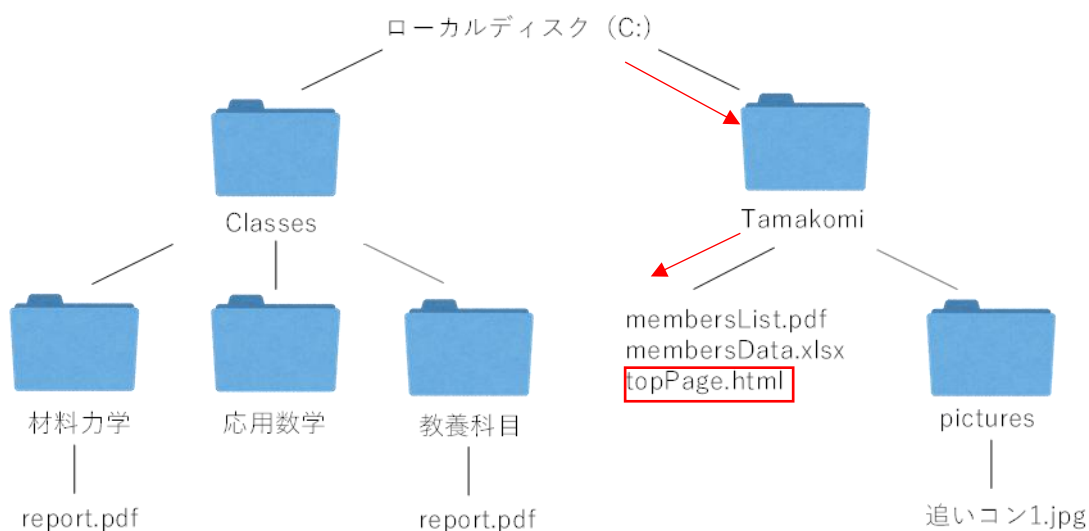 ローカルディスク（C:）
Classes
Tamakomi
membersList.pdf
membersData.xlsx
topPage.html
材料力学
応用数学
教養科目
pictures
report.pdf
report.pdf
追いコン1.jpg